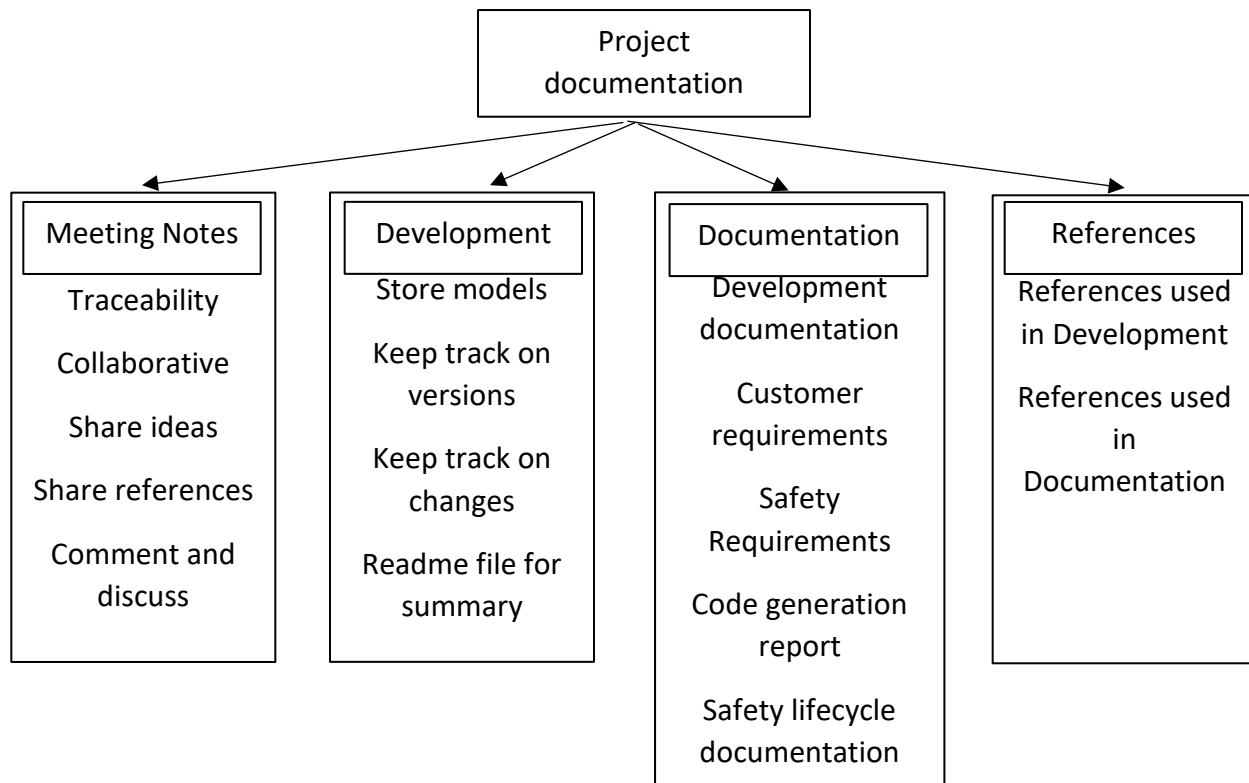 Project
documentation
Meeting Notes
Traceability
Collaborative
Share ideas
Share references
Comment and
discuss
Development
Store models
Keep track on
versions
Keep track on
changes
Readme file for
summary
Documentation
Development
documentation
Customer
requirements
Safety
Requirements
Code generation
report
Safety lifecycle
documentation
References
References used
in Development
References used
in
Documentation